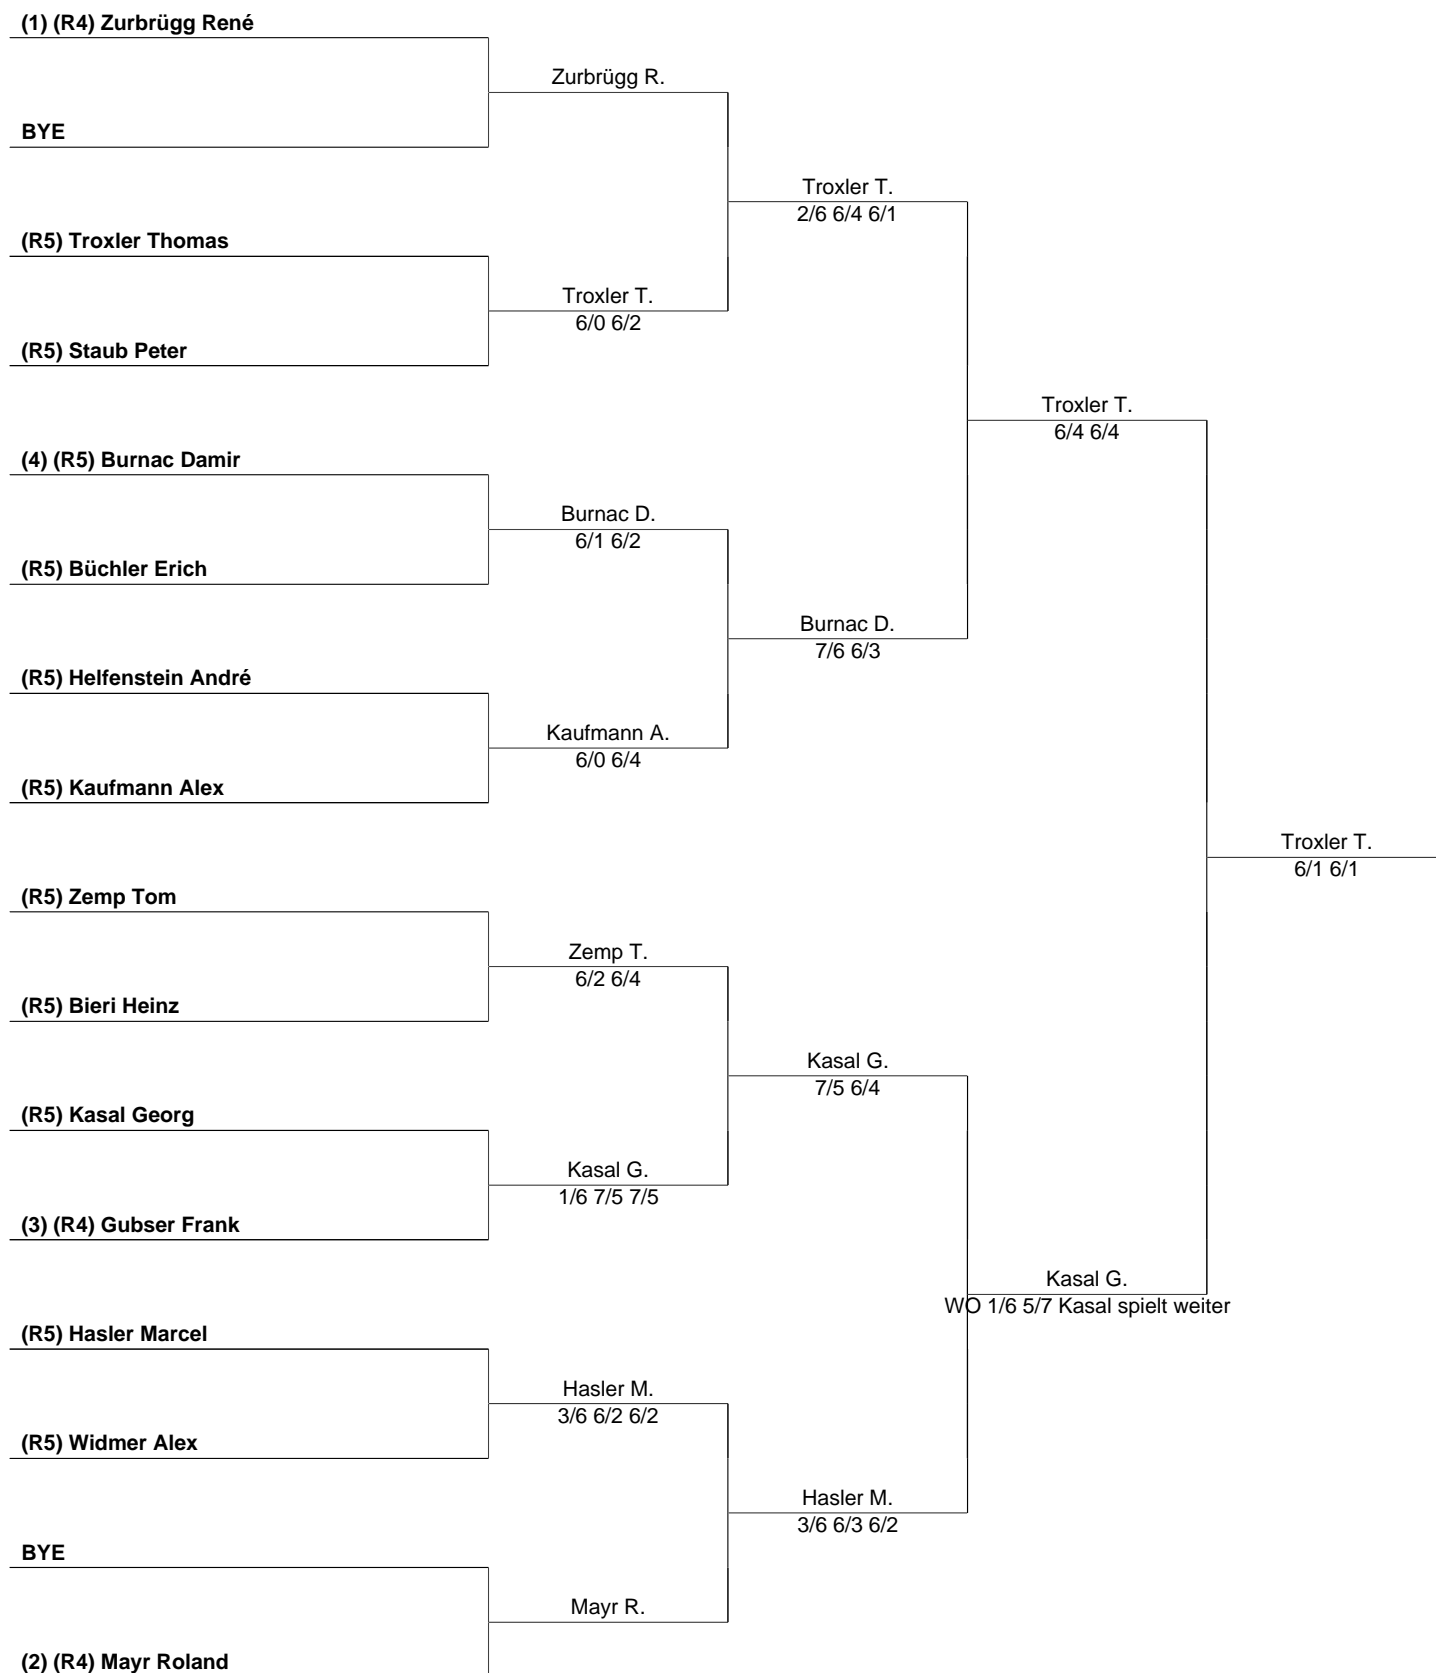 (1) (R4) Zurbrügg René
Zurbrügg R.
BYE
Troxler T.
2/6 6/4 6/1
(R5) Troxler Thomas
Troxler T.
6/0 6/2
(R5) Staub Peter
Troxler T.
6/4 6/4
(4) (R5) Burnac Damir
Burnac D.
6/1 6/2
(R5) Büchler Erich
Burnac D.
7/6 6/3
(R5) Helfenstein André
Kaufmann A.
6/0 6/4
(R5) Kaufmann Alex
Troxler T.
6/1 6/1
(R5) Zemp Tom
Zemp T.
6/2 6/4
(R5) Bieri Heinz
Kasal G.
7/5 6/4
(R5) Kasal Georg
Kasal G.
1/6 7/5 7/5
(3) (R4) Gubser Frank
Kasal G.
WO 1/6 5/7 Kasal spielt weiter
(R5) Hasler Marcel
Hasler M.
3/6 6/2 6/2
(R5) Widmer Alex
Hasler M.
3/6 6/3 6/2
BYE
Mayr R.
(2) (R4) Mayr Roland